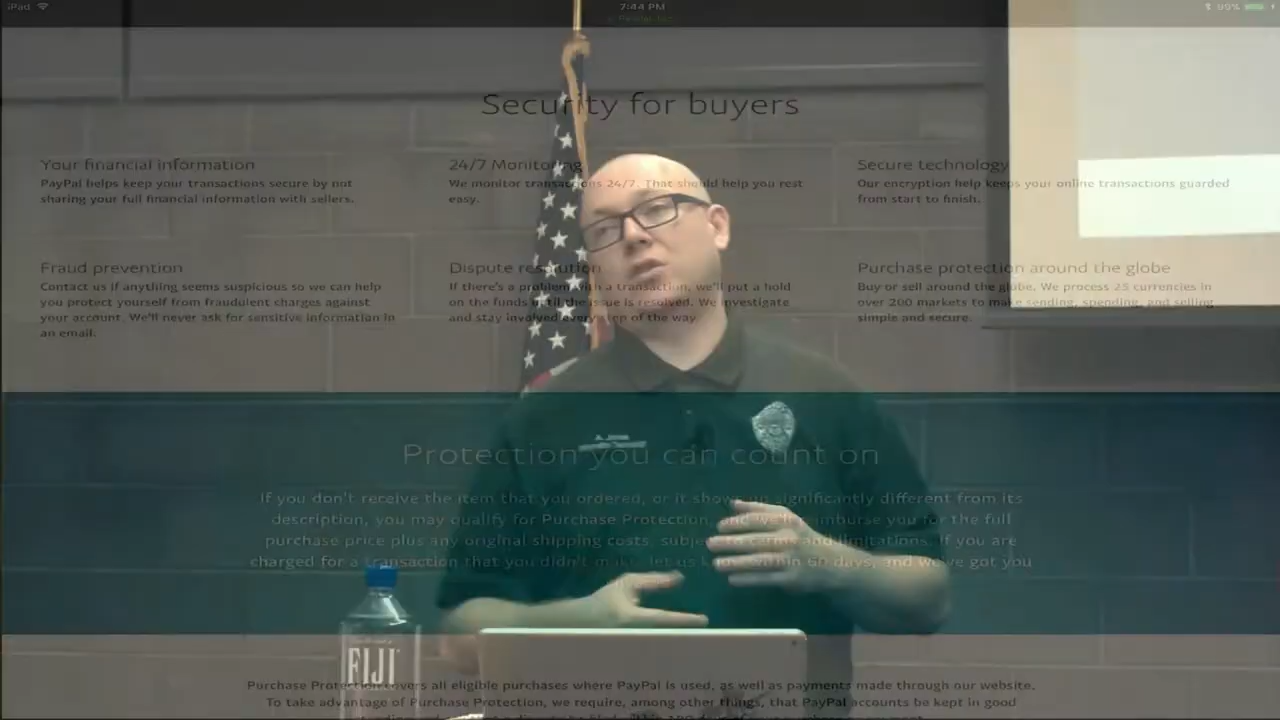 iPad
7:44 PM
99%
Security for buyers
Your financial information
PayPal helps keep your transactions secure by not
sharing your full financial information with sellers.
24/7 Monitoring
We monitor transactions 24/7. That should help you rest
easy.
Secure technology
Our encryption help keeps your online transactions guarded
from start to finish.
Fraud prevention
Contact us if anything seems suspicious so we can help
you protect yourself from fraudulent charges against
your account. We'll never ask for sensitive information in
an email.
Dispute resolution
If there's a problem with a transaction, we'll put a hold
on the funds until the issue is resolved. We investigate
and stay involved every step of the way.
Purchase protection around the globe
Buy or sell around the globe. We process 25 currencies in
over 200 markets to make sending, spending, and selling
simple and secure.
Protection you can count on
If you don't receive the item that you ordered, or it shows up significantly different from its
description, you may qualify for Purchase Protection, and we'll reimburse you for the full
purchase price plus any original shipping costs, subject to terms and limitations. If you are
charged for a transaction that you didn't make, let us know within 60 days, and we've got you
FIJI
Purchase Protection covers all eligible purchases where PayPal is used, as well as payments made through our website.
To take advantage of Purchase Protection, we require, among other things, that PayPal accounts be kept in good